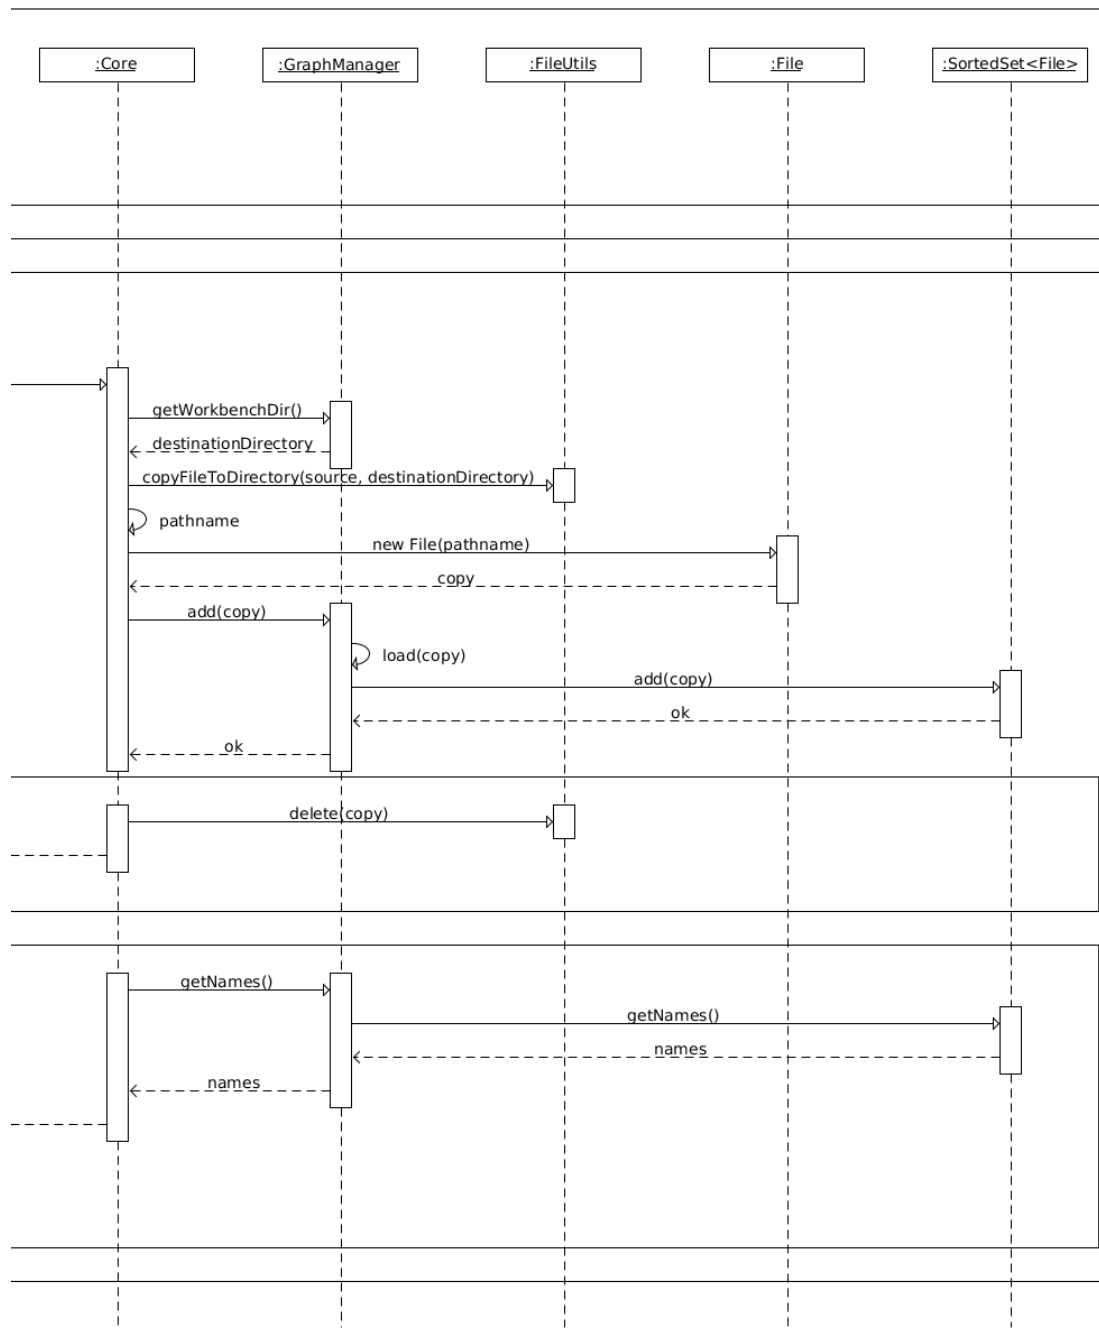 :Core
:GraphManager
:FileUtils
:File
:SortedSet<File>
getWorkbenchDir()
destinationDirectory
copyFileToDirectory(source, destinationDirectory)
pathname
new File(pathname)
copy
add(copy)
load(copy)
add(copy)
ok
ok
delete(copy)
getNames()
getNames()
names
names